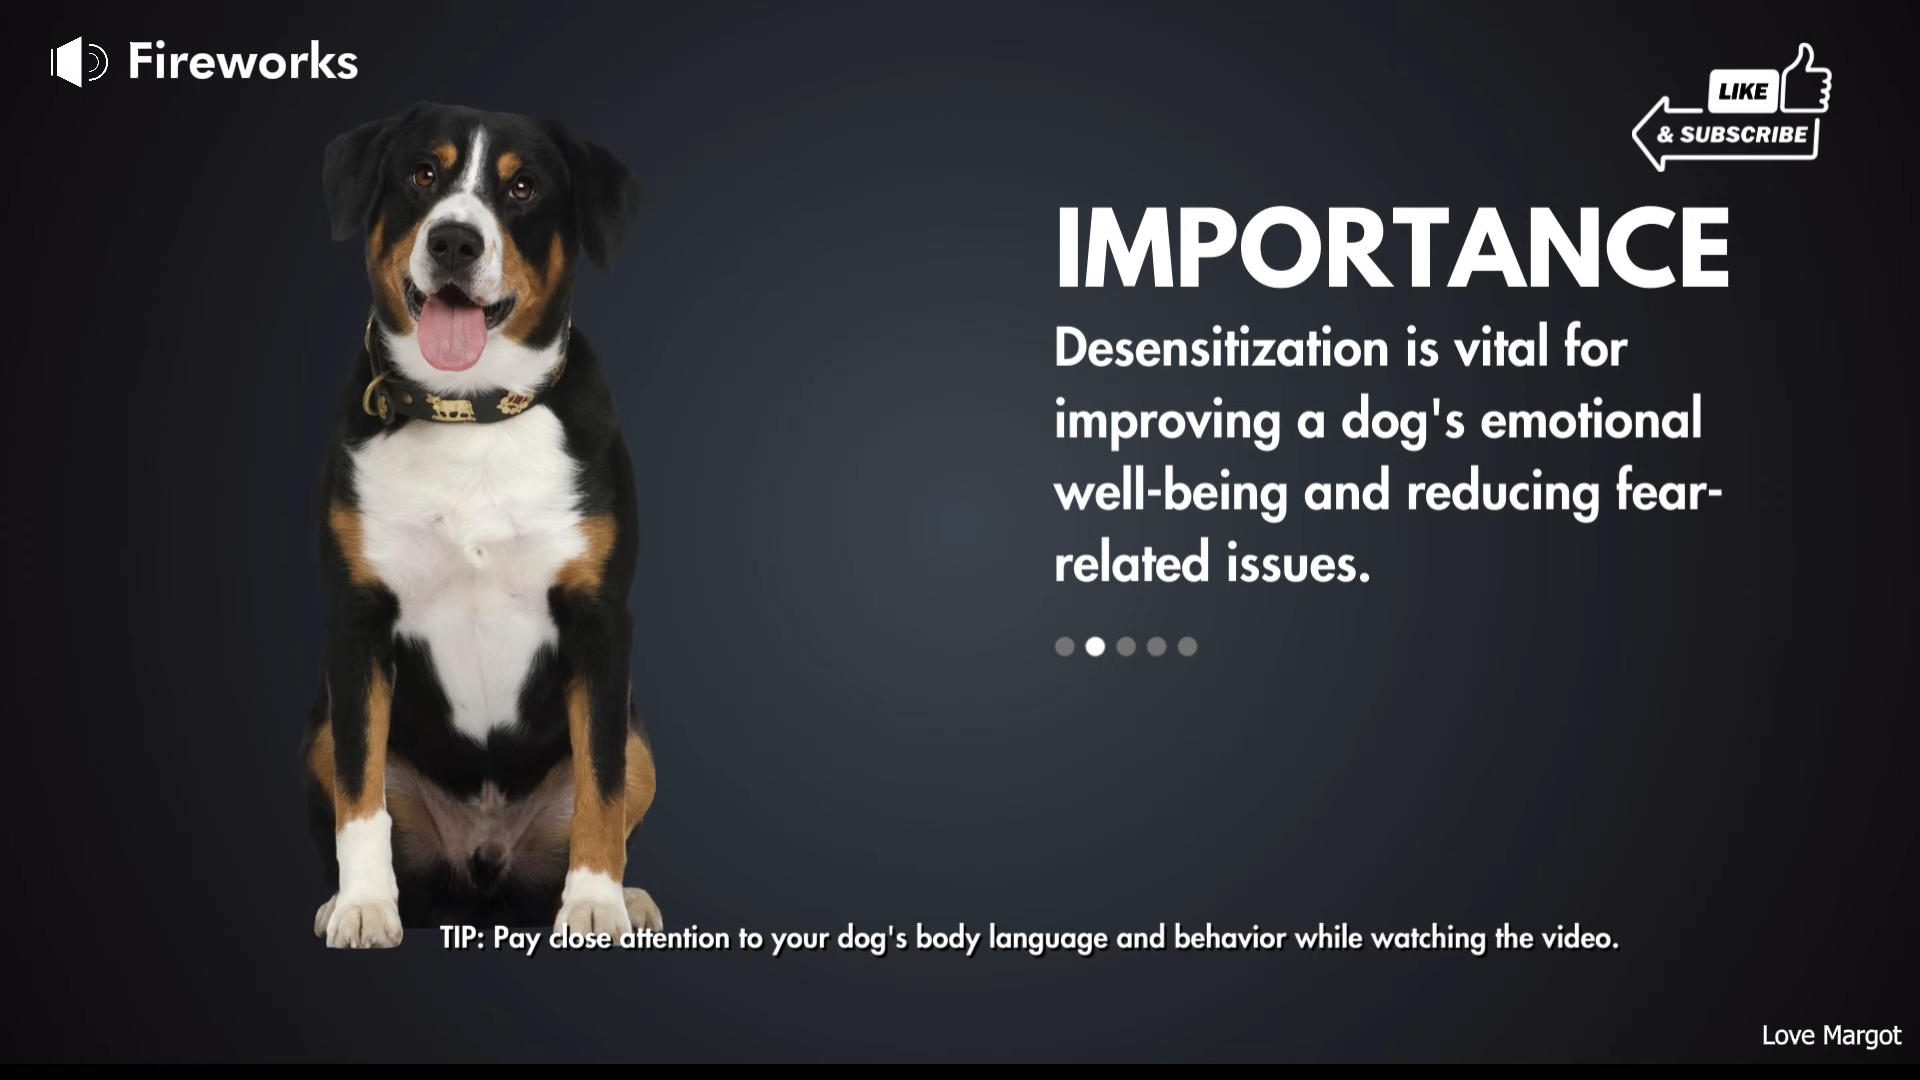 Fireworks
LIKE
& SUBSCRIBE
IMPORTANCE
Desensitization is vital for
improving a dog's emotional
well-being and reducing fear-
related issues.
TIP: Pay close attention to your dog's body language and behavior while watching the video.
Love Margot